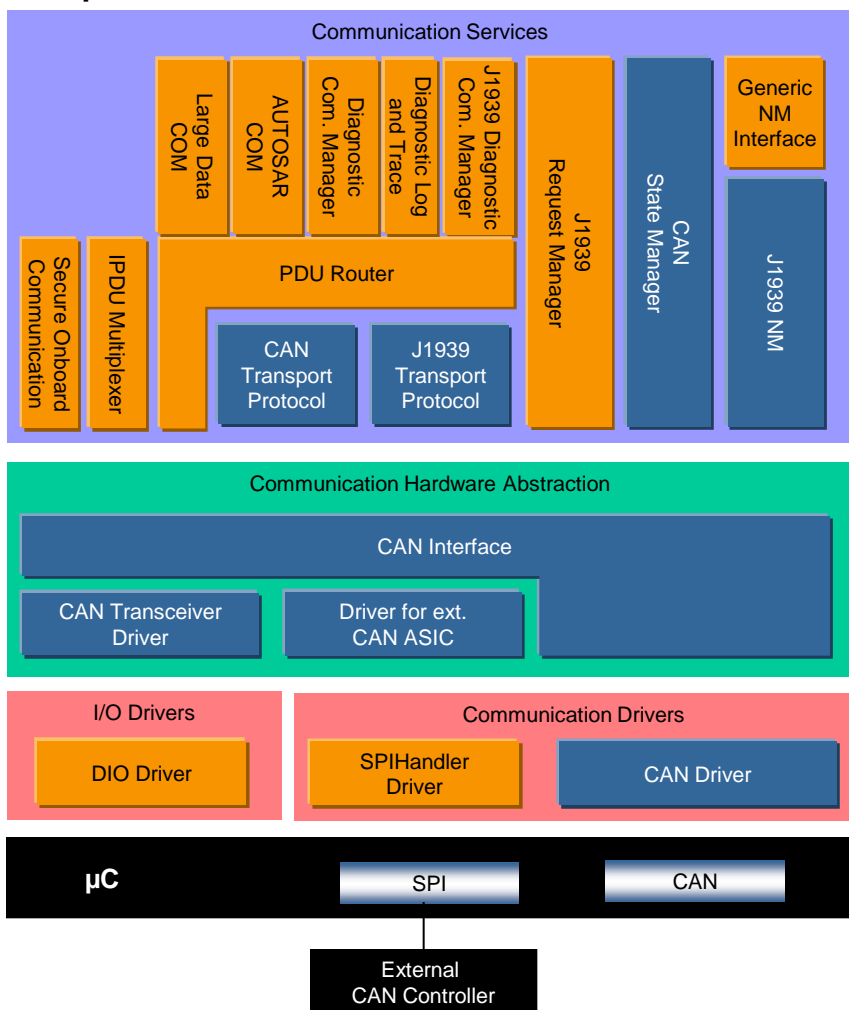 Communication Services
Large Data
COM
AUTOSAR
COM
Diagnostic
Com. Manager
Diagnostic Log
and Trace
J1939 Diagnostic
Com. Manager
J1939
Request Manager
CAN
State Manager
Generic
NM
Interface
J1939 NM
Secure Onboard
Communication
IPDU Multiplexer
PDU Router
CAN
Transport
Protocol
J1939
Transport
Protocol
Communication Hardware Abstraction
CAN Interface
CAN Transceiver
Driver
Driver for ext.
CAN ASIC
I/O Drivers
DIO Driver
Communication Drivers
SPIHandler
Driver
CAN Driver
µC
SPI
CAN
External
CAN Controller